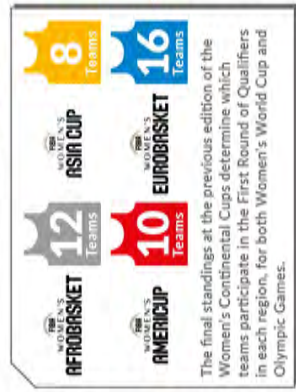 FIBA
WOMEN'S
AFROBASKET
12
Teams
FIBA
WOMEN'S
ASIA CUP
8
Teams
FIBA
WOMEN'S
AMERICUP
10
Teams
FIBA
WOMEN'S
EUROBASKET
16
Teams
The final standings at the previous edition of the
Women's Continental Cups determine which
teams participate in the First Round of Qualifiers
in each region, for both Women's World Cup and
Olympic Games.